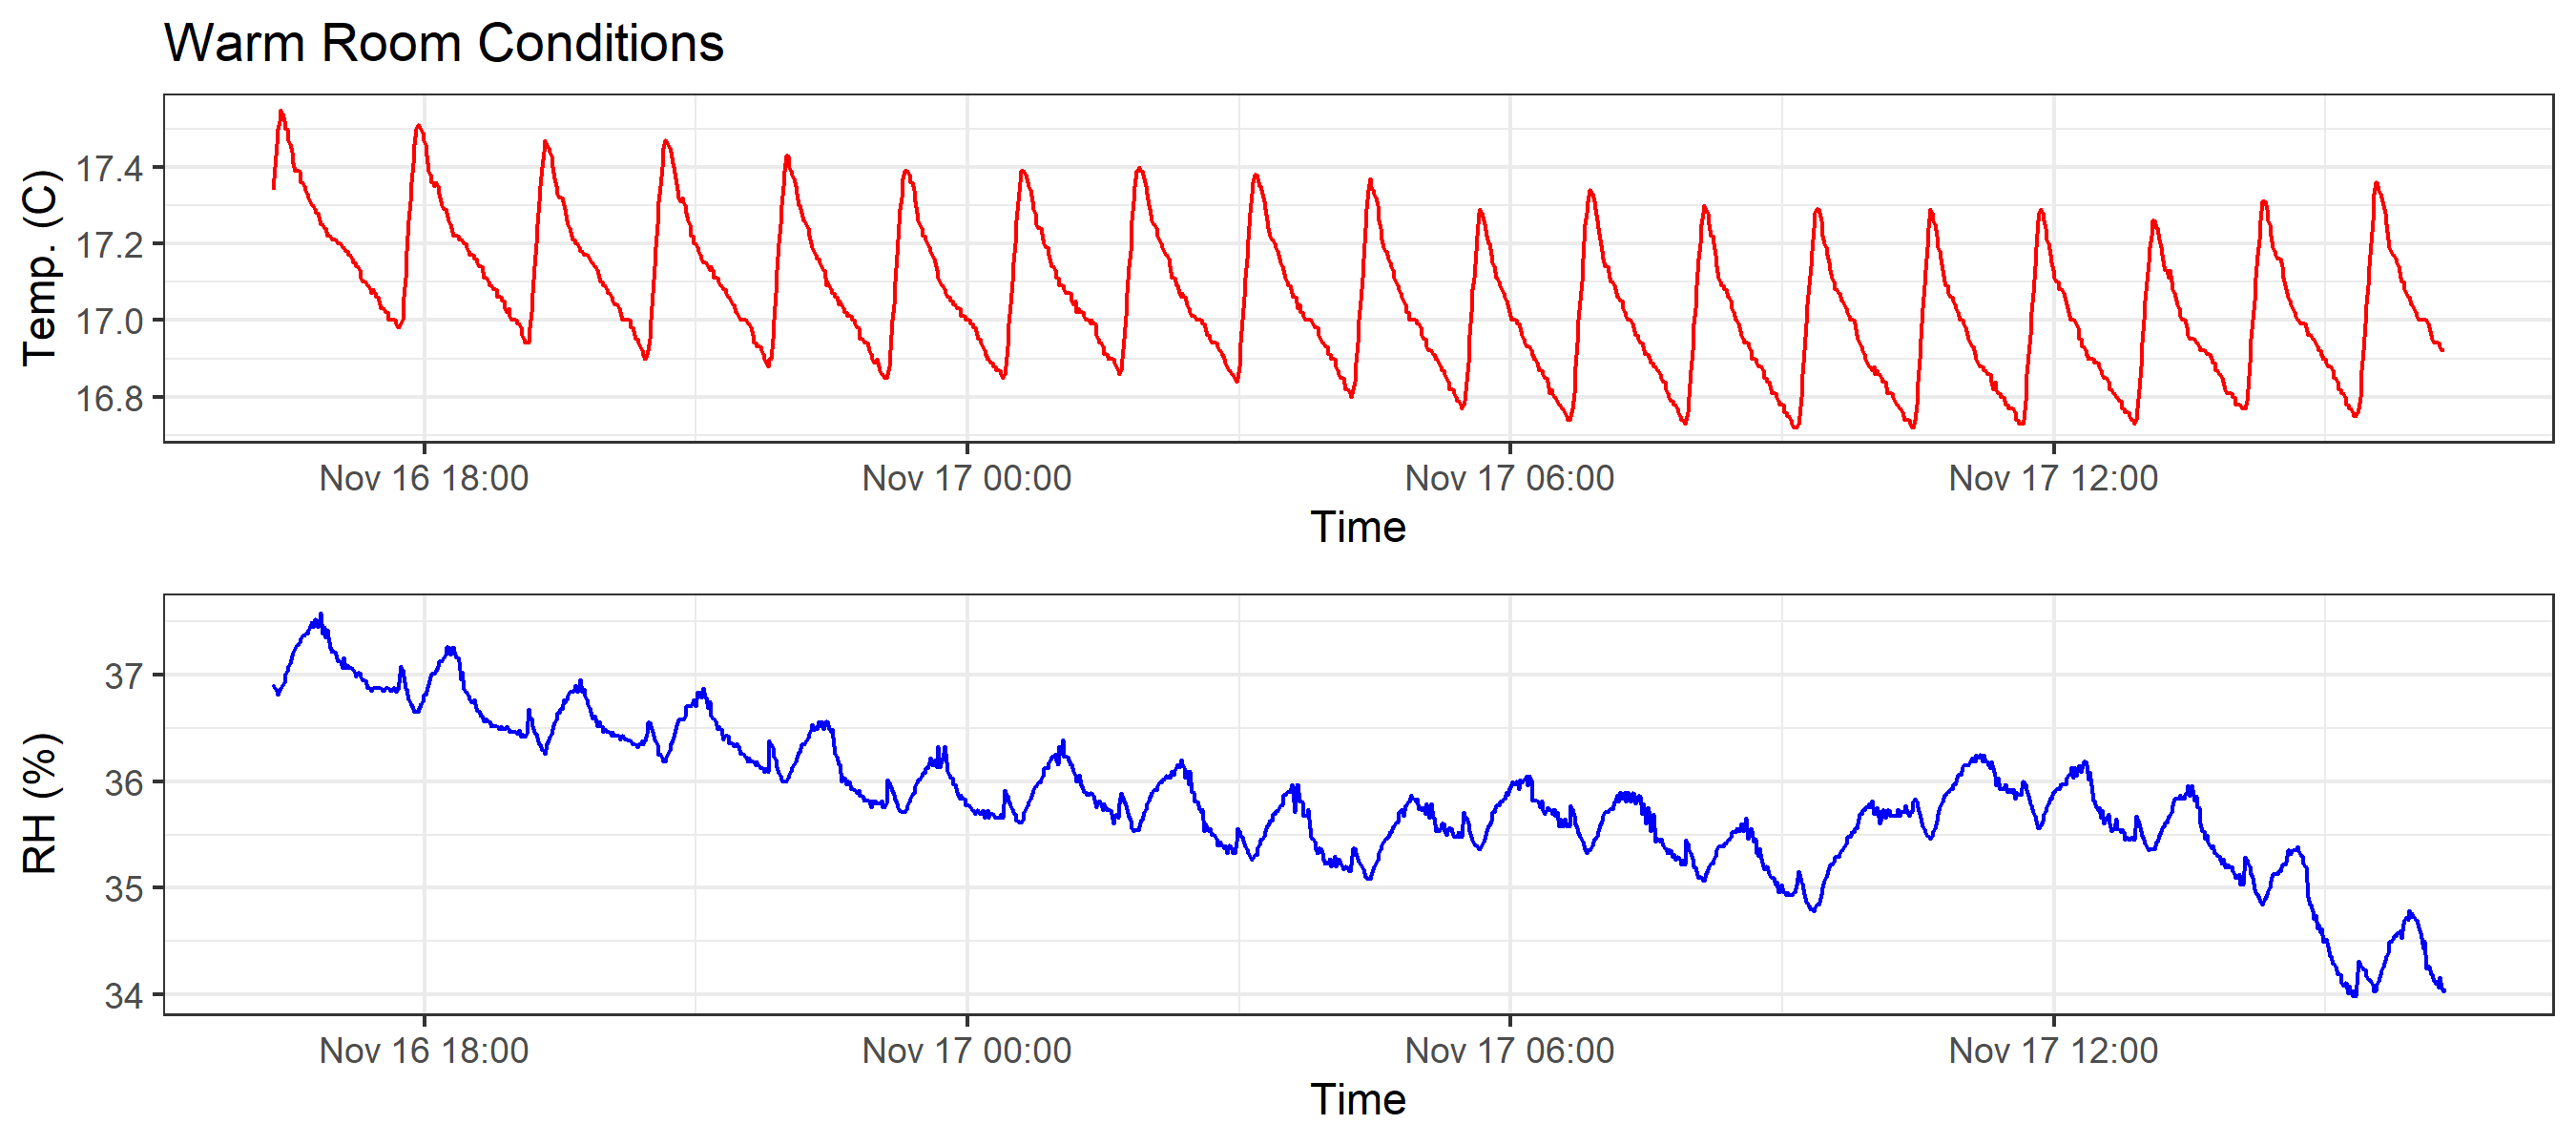 Warm Room Conditions
Temp. (C)
17.4
17.2
17.0
16.8
Nov 16 18:00 Nov 17 00:00 Nov 17 06:00 Nov 17 12:00
Time
RH (%)
37
36
35
34
Nov 16 18:00 Nov 17 00:00 Nov 17 06:00 Nov 17 12:00
Time